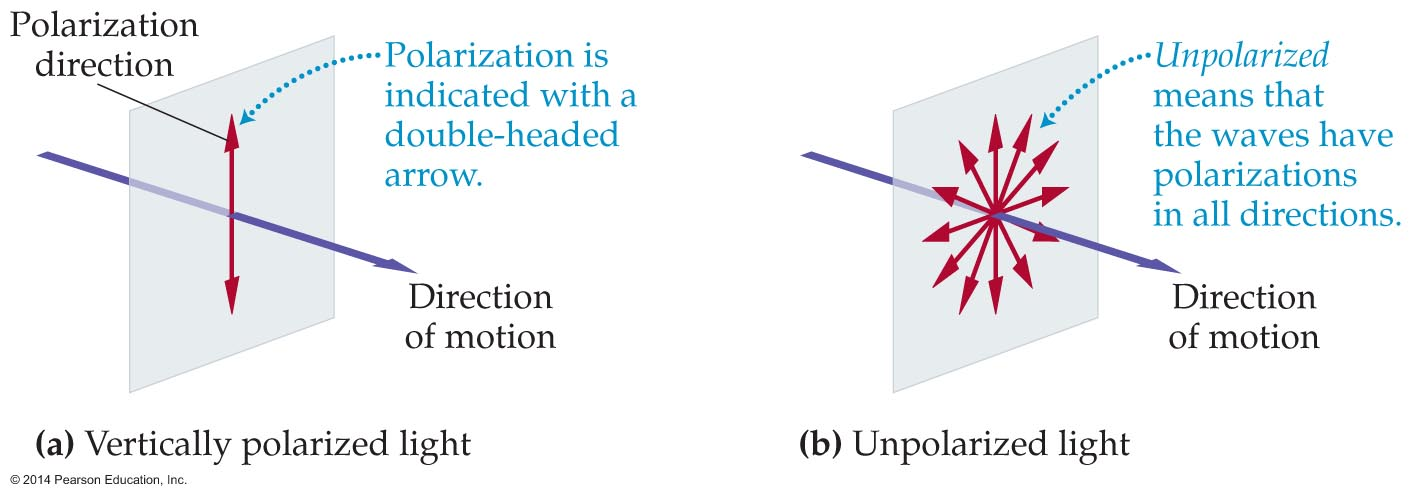 Polarization
direction
Polarization is
indicated with a
double-headed
arrow.
Direction
of motion
(a) Vertically polarized light
Unpolarized
means that
the waves have
polarizations
in all directions.
Direction
of motion
(b) Unpolarized light
© 2014 Pearson Education, Inc.